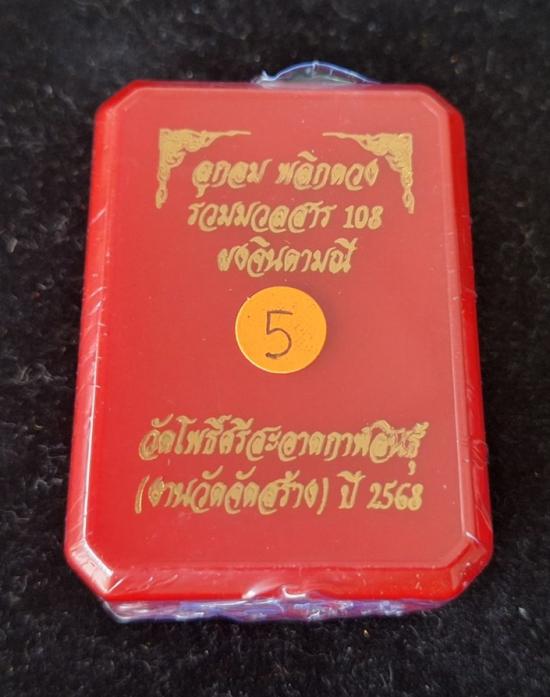 ลูกอม พลิกดวง
รวมมวลสาร 108
ผงจินดามณี
5
วัดโพธิ์ศรีสะอาดกาฬสินธุ์
(งานวัดจัดสร้าง) ปี 2568